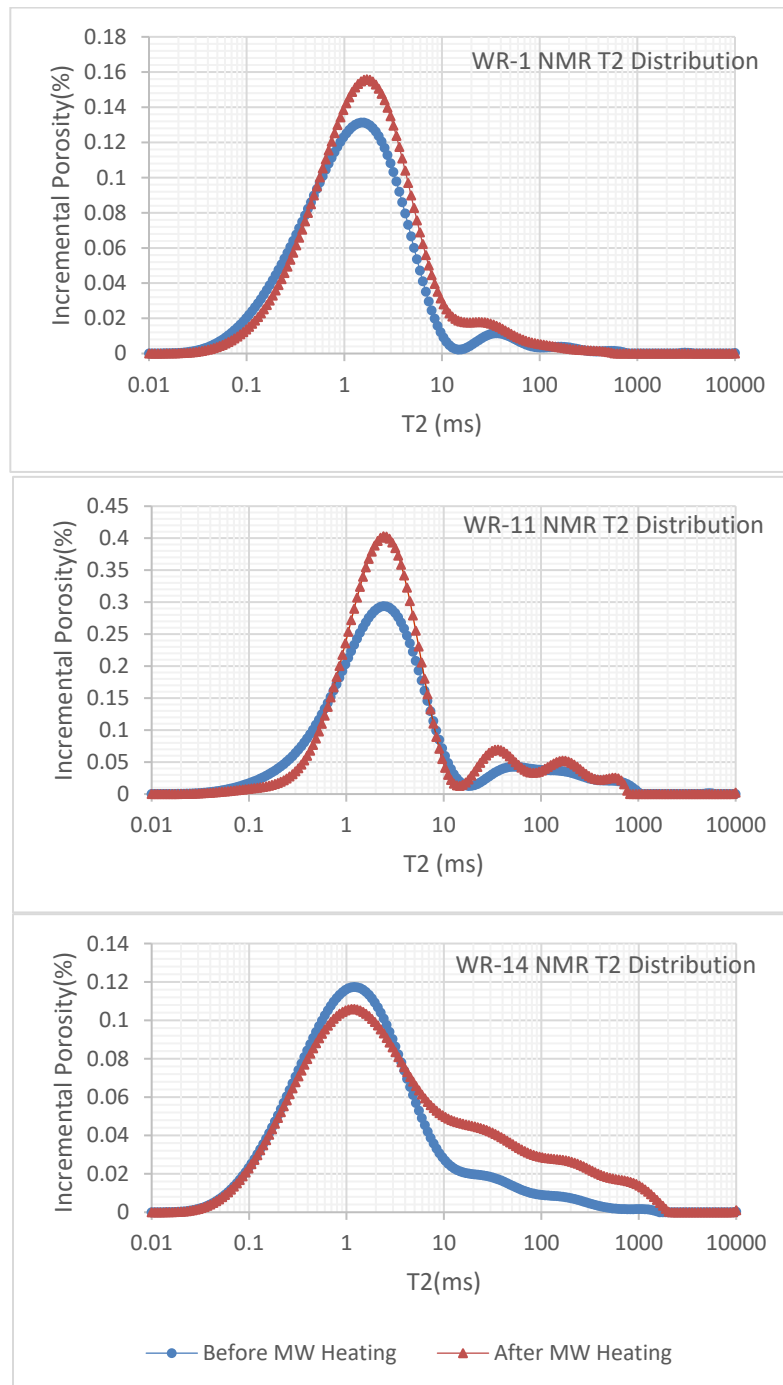 WR-1 NMR T2 Distribution
Incremental Porosity(%)
0.18
0.16
0.14
0.12
0.1
0.08
0.06
0.04
0.02
0
0.01 0.1 1 10 100 1000 10000
T2 (ms)
WR-11 NMR T2 Distribution
Incremental Porosity(%)
0.45
0.4
0.35
0.3
0.25
0.2
0.15
0.1
0.05
0
0.01 0.1 1 10 100 1000 10000
T2 (ms)
WR-14 NMR T2 Distribution
Incremental Porosity(%)
0.14
0.12
0.1
0.08
0.06
0.04
0.02
0
0.01 0.1 1 10 100 1000 10000
T2(ms)
Before MW Heating After MW Heating